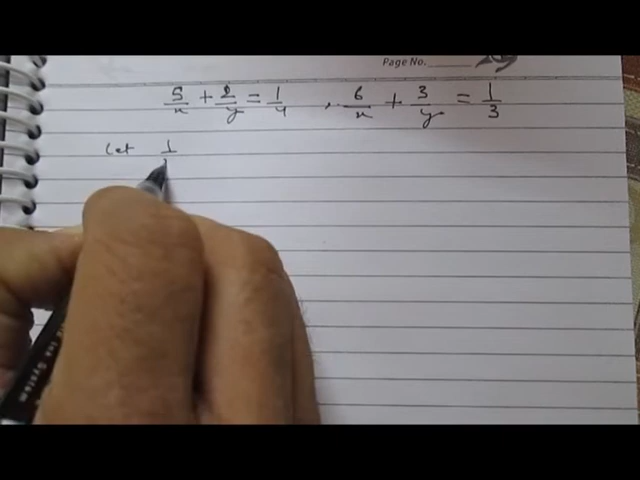 Page No.
5/x + 2/y = 1/4 , 6/x + 3/y = 1/3
Let 1